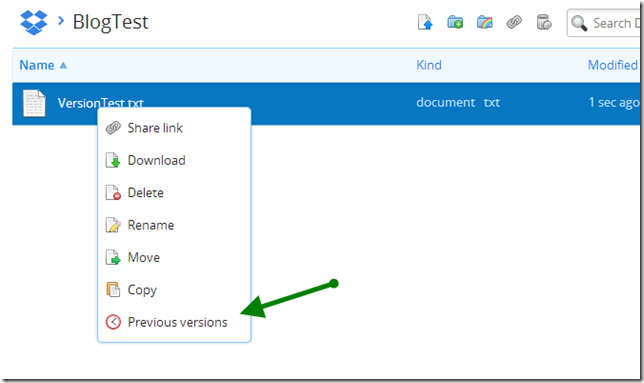 BlogTest
Search D
Name Kind Modified
VersionTest.txt document txt 1 sec ago
Share link
Download
Delete
Rename
Move
Copy
Previous versions